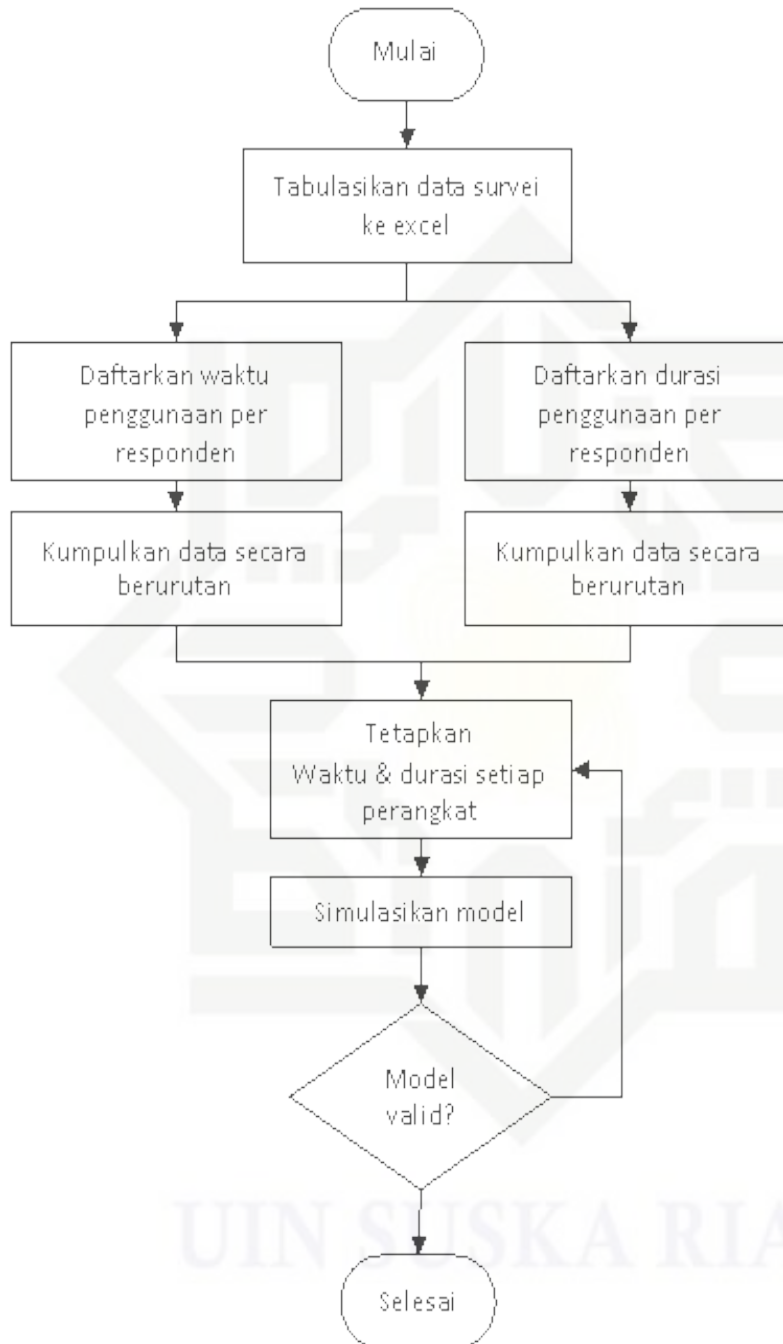 Mulai
Tabulasikan data survei
ke excel
Daftarkan waktu
penggunaan per
responden
Daftarkan durasi
penggunaan per
responden
Kumpulkan data secara
berurutan
Kumpulkan data secara
berurutan
Tetapkan
Waktu & durasi setiap
perangkat
Simulasikan model
Model
valid?
UIN SUSKA RIA
Selesai